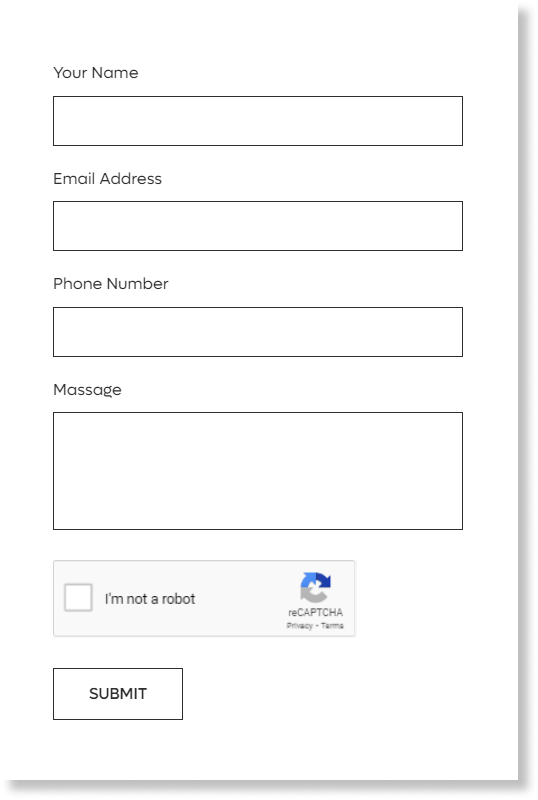 Your Name
Email Address
Phone Number
Massage
I'm not a robot
reCAPTCHA
Privacy - Terms
SUBMIT